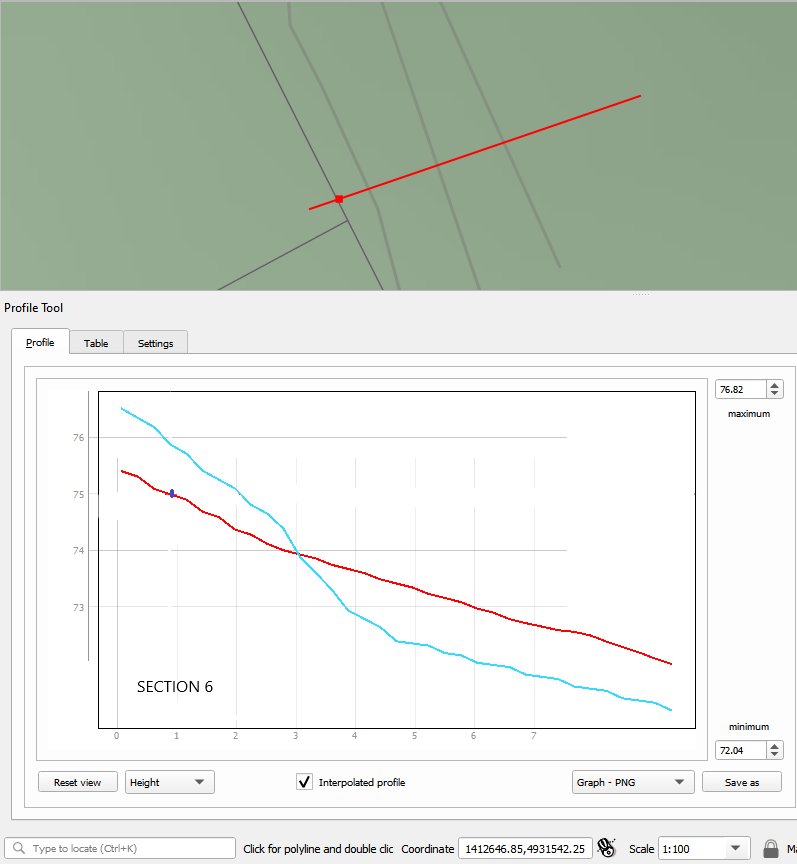 Profile Tool
Profile Table Settings
76.82
maximum
76
75
74
73
SECTION 6
0 1 2 3 4 5 6 7
minimum
72.04
Reset view Height Interpolated profile Graph - PNG Save as
Type to locate (Ctrl+K) Click for polyline and double clic Coordinate 1412646.85,4931542.25 Scale 1:100 Ma